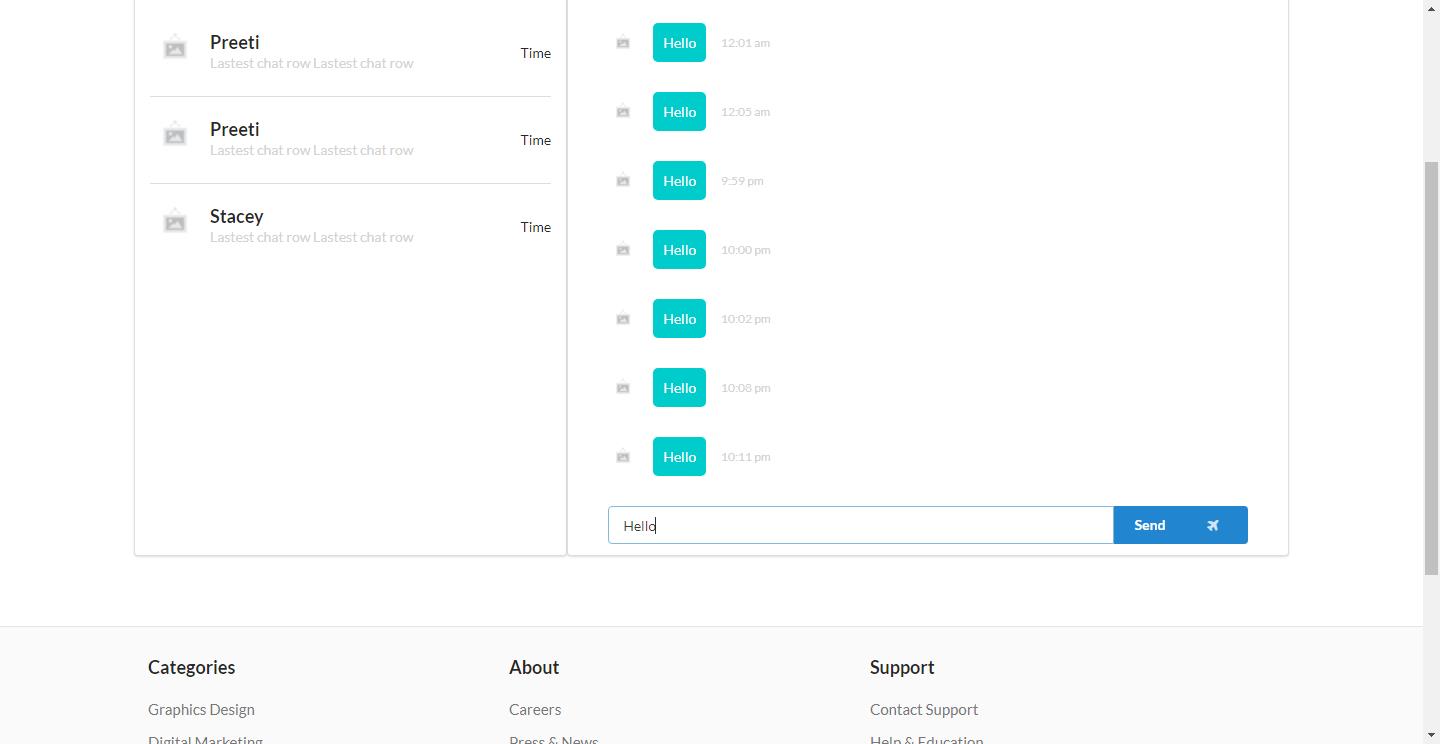 Preeti
Lastest chat row Lastest chat row
Time
Preeti
Lastest chat row Lastest chat row
Time
Stacey
Lastest chat row Lastest chat row
Time
Hello 12:01 am
Hello 12:05 am
Hello 9:59 pm
Hello 10:00 pm
Hello 10:02 pm
Hello 10:08 pm
Hello 10:11 pm
Hello
Send
Categories
Graphics Design
Digital Marketing
About
Careers
Press & News
Support
Contact Support
Help & Education